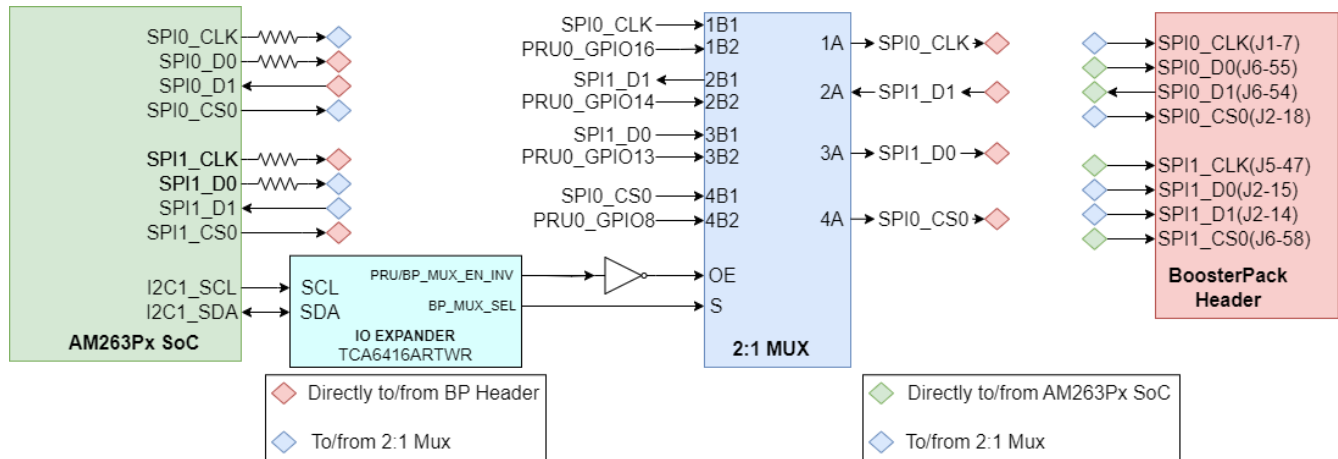 SPI0_CLK
SPI0_D0
SPI0_D1
SPI0_CS0
SPI1_CLK
SPI1_D0
SPI1_D1
SPI1_CS0
I2C1_SCL
I2C1_SDA
AM263Px SoC
SCL
SDA
PRU/BP_MUX_EN_INV
BP_MUX_SEL
IO EXPANDER
TCA6416ARTWR
SPI0_CLK
PRU0_GPIO16
SPI1_D1
PRU0_GPIO14
SPI1_D0
PRU0_GPIO13
SPI0_CS0
PRU0_GPIO8
1B1
1B2
2B1
2B2
3B1
3B2
4B1
4B2
OE
S
1A
2A
3A
4A
2:1 MUX
SPI0_CLK
SPI1_D1
SPI1_D0
SPI0_CS0
SPI0_CLK(J1-7)
SPI0_D0(J6-55)
SPI0_D1(J6-54)
SPI0_CS0(J2-18)
SPI1_CLK(J5-47)
SPI1_D0(J2-15)
SPI1_D1(J2-14)
SPI1_CS0(J6-58)
BoosterPack
Header
Directly to/from BP Header
To/from 2:1 Mux
Directly to/from AM263Px SoC
To/from 2:1 Mux